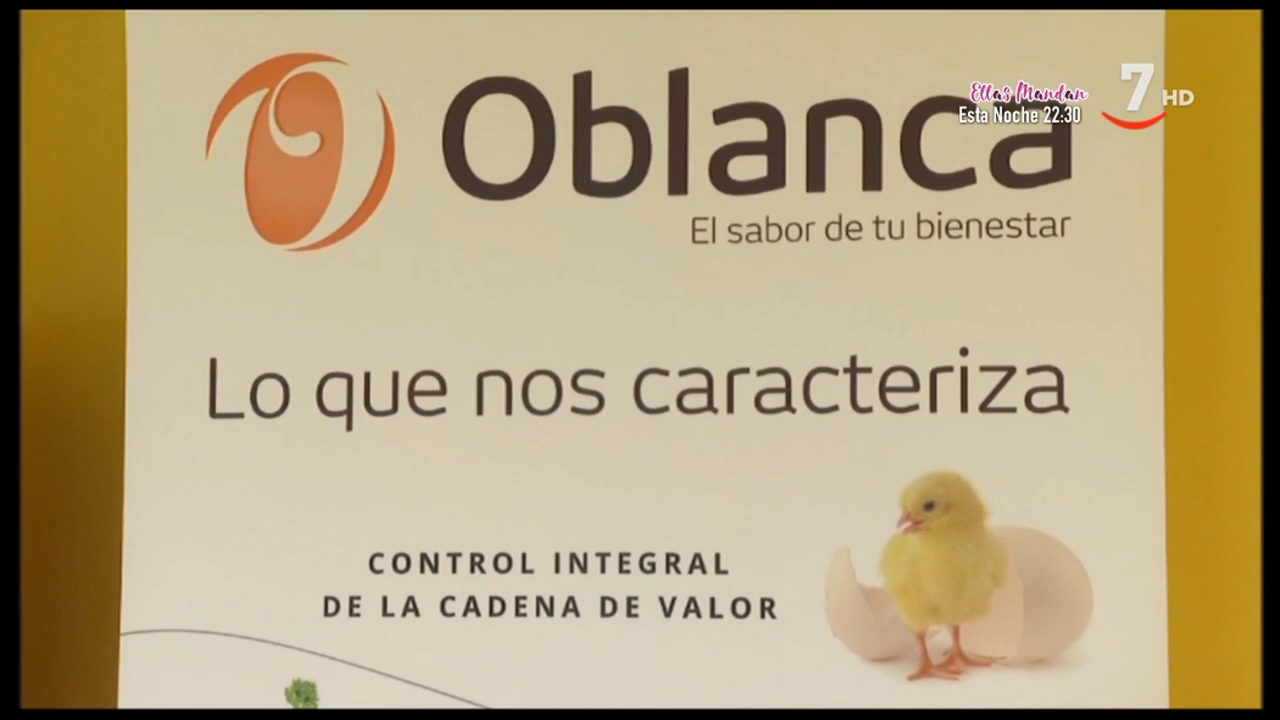 Oblanca
El sabor de tu bienestar
Ellas Mandan
Esta Noche 22:30
7 HD
Lo que nos caracteriza
CONTROL INTEGRAL
DE LA CADENA DE VALOR